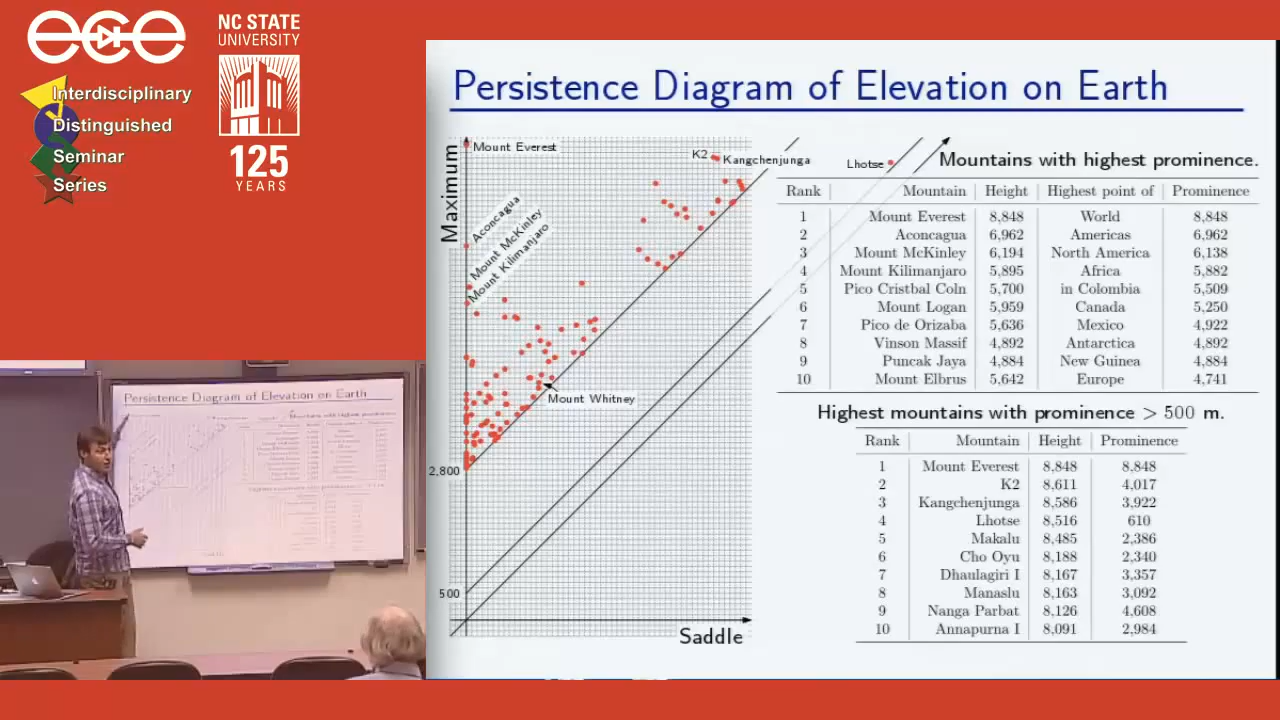 ece
NC STATE
UNIVERSITY
Interdisciplinary
Distinguished
Seminar
Series
125
YEARS
Persistence Diagram of Elevation on Earth
Maximum
Mount Everest
K2
Kangchenjunga
Lhotse
Aconcagua
Mount McKinley
Mount Kilimanjaro
Mount Whitney
2,800
500
Saddle
Mountains with highest prominence.
Rank Mountain Height Highest point of Prominence
1 Mount Everest 8,848 World 8,848
2 Aconcagua 6,962 Americas 6,962
3 Mount McKinley 6,194 North America 6,138
4 Mount Kilimanjaro 5,895 Africa 5,882
5 Pico Cristbal Coln 5,700 in Colombia 5,509
6 Mount Logan 5,959 Canada 5,250
7 Pico de Orizaba 5,636 Mexico 4,922
8 Vinson Massif 4,892 Antarctica 4,892
9 Puncak Jaya 4,884 New Guinea 4,884
10 Mount Elbrus 5,642 Europe 4,741
Highest mountains with prominence > 500 m.
Rank Mountain Height Prominence
1 Mount Everest 8,848 8,848
2 K2 8,611 4,017
3 Kangchenjunga 8,586 3,922
4 Lhotse 8,516 610
5 Makalu 8,485 2,386
6 Cho Oyu 8,188 2,340
7 Dhaulagiri I 8,167 3,357
8 Manaslu 8,163 3,092
9 Nanga Parbat 8,126 4,608
10 Annapurna I 8,091 2,984
Persistence Diagram of Elevation on Earth